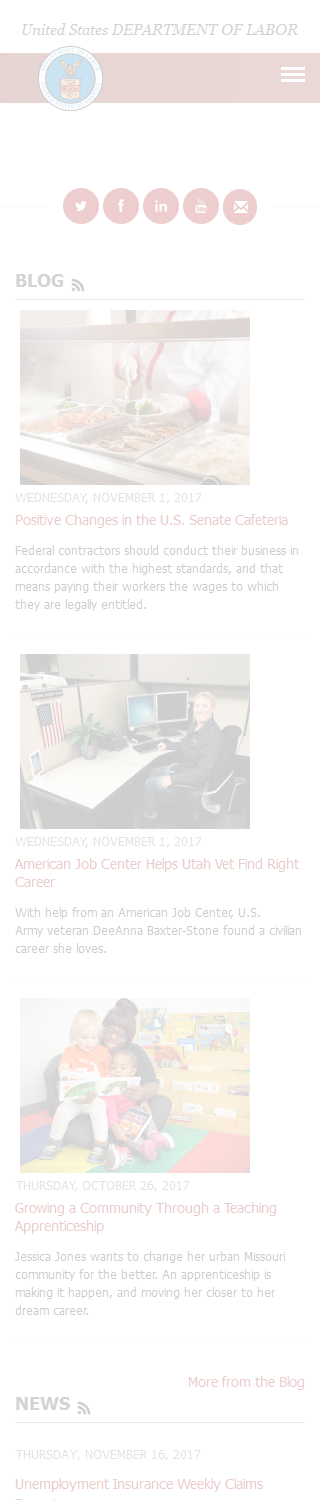 United States DEPARTMENT OF LABOR
BLOG
WEDNESDAY, NOVEMBER 1, 2017
Positive Changes in the U.S. Senate Cafeteria
Federal contractors should conduct their business in
accordance with the highest standards, and that
means paying their workers the wages to which
they are legally entitled.
WEDNESDAY, NOVEMBER 1, 2017
American Job Center Helps Utah Vet Find Right
Career
With help from an American Job Center, U.S.
Army veteran DeeAnna Baxter-Stone found a civilian
career she loves.
THURSDAY, OCTOBER 26, 2017
Growing a Community Through a Teaching
Apprenticeship
Jessica Jones wants to change her urban Missouri
community for the better. An apprenticeship is
making it happen, and moving her closer to her
dream career.
More from the Blog
NEWS
THURSDAY, NOVEMBER 16, 2017
Unemployment Insurance Weekly Claims